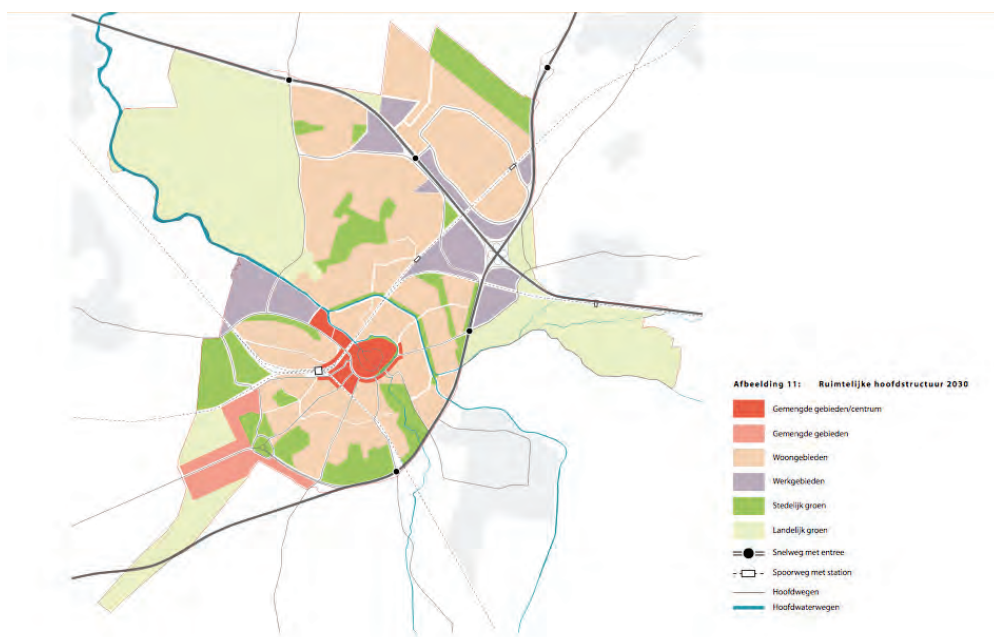 Afbeelding 11: Ruimtelijke hoofdstructuur 2030
Gemengde gebieden/centrum
Gemengde gebieden
Woongebieden
Werkgebieden
Stedelijk groen
Landelijk groen
Snelweg met entree
Spoorweg met station
Hoofdwegen
Hoofdwaterwegen